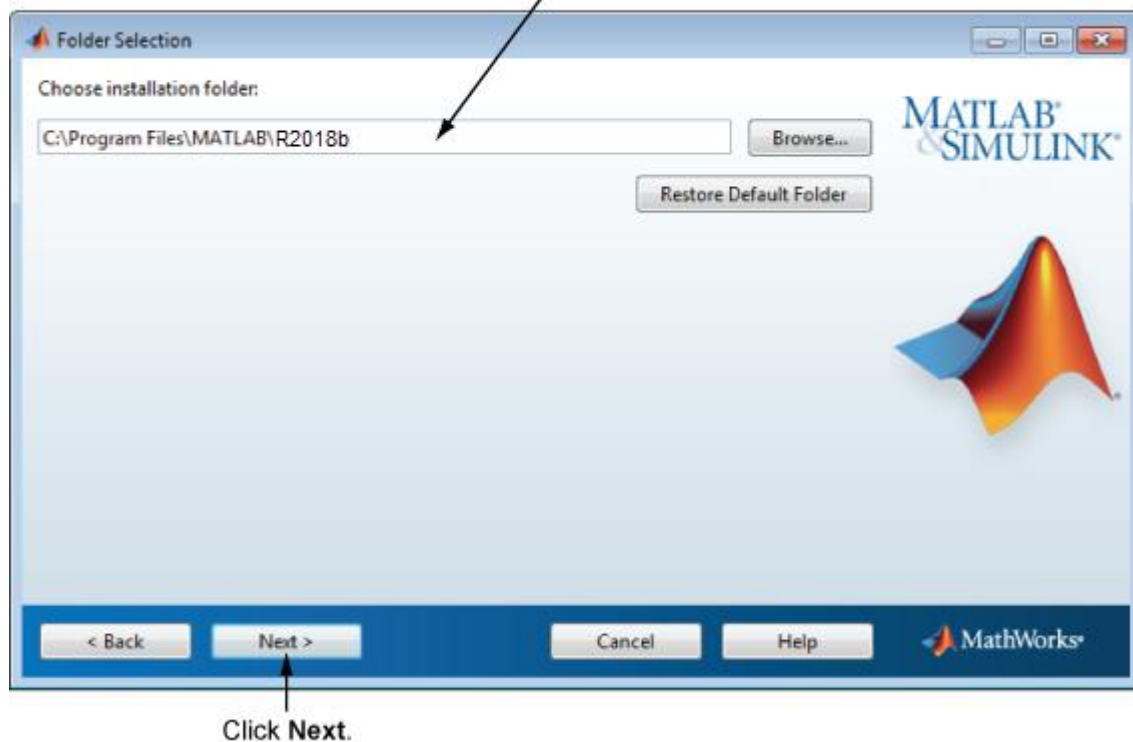 Folder Selection
Choose installation folder:
C:\Program Files\MATLAB\R2018b
Browse...
Restore Default Folder
MATLAB®
&SIMULINK®
< Back
Next >
Cancel
Help
MathWorks®
Click Next.